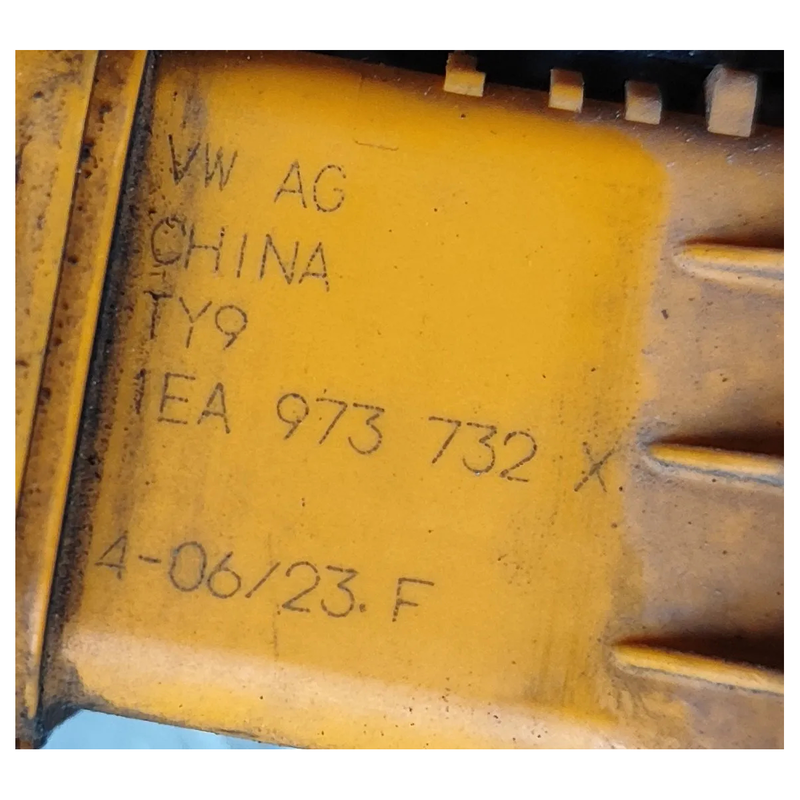 VW AG
CHINA
TY9
1EA 973 732 X
4-06/23. F